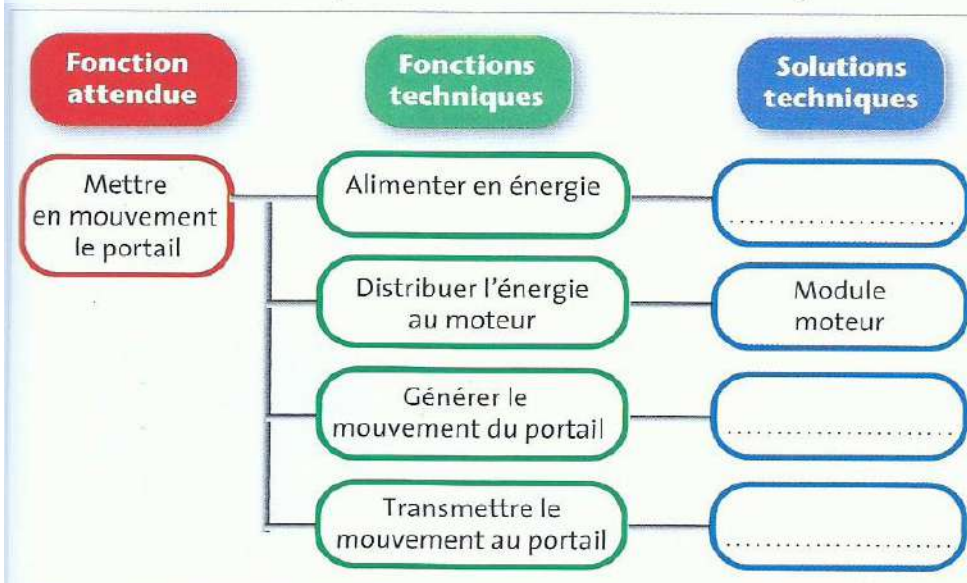 Fonction
attendue
Fonctions
techniques
Solutions
techniques
Mettre
en mouvement
le portail
Alimenter en énergie
......................
Distribuer l'énergie
au moteur
Module
moteur
Générer le
mouvement du portail
......................
Transmettre le
mouvement au portail
......................